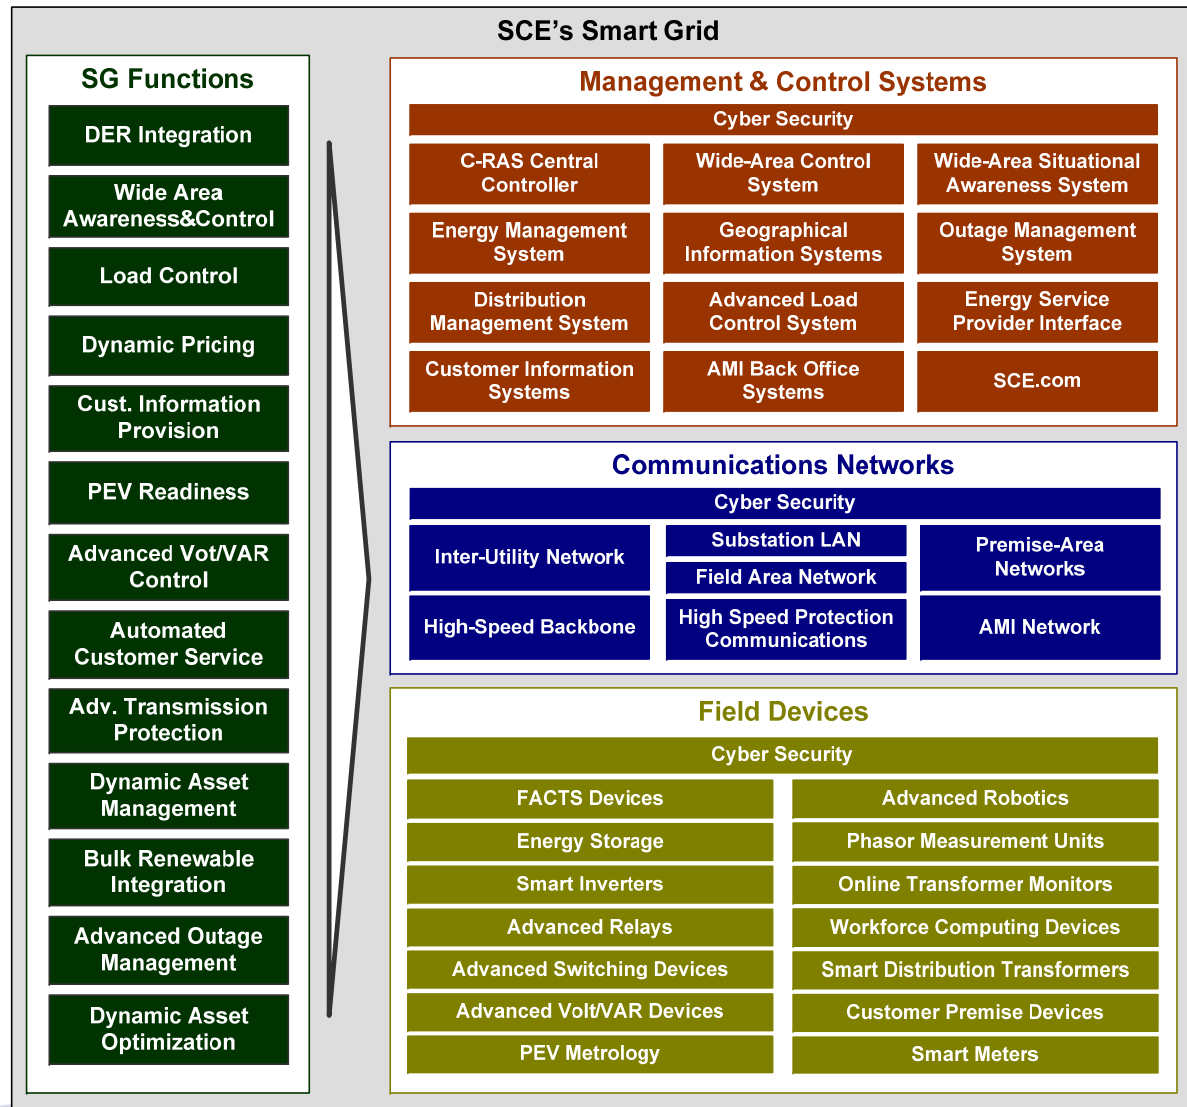 SCE's Smart Grid
SG Functions
DER Integration
Wide Area
Awareness&Control
Load Control
Dynamic Pricing
Cust. Information
Provision
PEV Readiness
Advanced Vot/VAR
Control
Automated
Customer Service
Adv. Transmission
Protection
Dynamic Asset
Management
Bulk Renewable
Integration
Advanced Outage
Management
Dynamic Asset
Optimization
Management & Control Systems
Cyber Security
C-RAS Central
Controller
Wide-Area Control
System
Wide-Area Situational
Awareness System
Energy Management
System
Geographical
Information Systems
Outage Management
System
Distribution
Management System
Advanced Load
Control System
Energy Service
Provider Interface
Customer Information
Systems
AMI Back Office
Systems
SCE.com
Communications Networks
Cyber Security
Inter-Utility Network
Substation LAN
Field Area Network
Premise-Area
Networks
High-Speed Backbone
High Speed Protection
Communications
AMI Network
Field Devices
Cyber Security
FACTS Devices
Advanced Robotics
Energy Storage
Phasor Measurement Units
Smart Inverters
Online Transformer Monitors
Advanced Relays
Workforce Computing Devices
Advanced Switching Devices
Smart Distribution Transformers
Advanced Volt/VAR Devices
Customer Premise Devices
PEV Metrology
Smart Meters